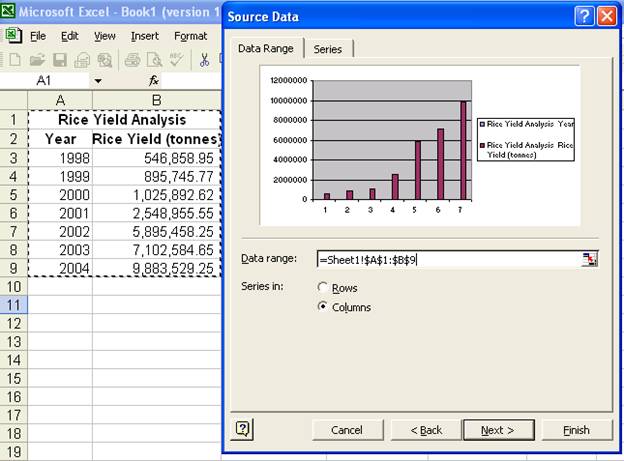 Microsoft Excel - Book1 (version 1
File Edit View Insert Format
A1 fx
A B
1 Rice Yield Analysis
2 Year Rice Yield (tonnes)
3 1998 546,858.95
4 1999 895,745.77
5 2000 1,025,892.62
6 2001 2,548,955.55
7 2002 5,895,458.25
8 2003 7,102,584.65
9 2004 9,883,529.25
10
11
12
13
14
15
16
17
18
19
Source Data
Data Range Series
12000000
10000000
8000000
6000000
4000000
2000000
0
1 2 3 4 5 6 7
Rice Yield Analysis Year
Rice Yield Analysis Rice
Yield (tonnes)
Data range: =Sheet1!$A$1:$B$9
Series in: Rows
Columns
Cancel < Back Next > Finish